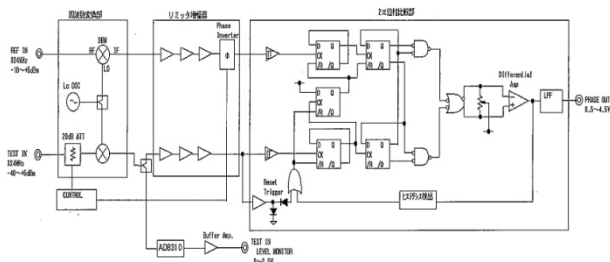 周波数変換部
リミッタ増幅器
2π位相比較部
DBM
RF
IF
LO
Phase
Inverter
Φ
REF IN
324MHz
-10~+6dBm
Lo OSC
20dB ATT
TEST IN
324MHz
-40~+6dBm
CONTROL
D Q
CK
/R /Q
D Q
CK
/R /Q
D Q
CK
/R /Q
D Q
CK
/R /Q
D Q
CK
/R /Q
Differential
Amp
LPF
PHASE OUT
0.5~4.5V
Reset
Trigger
ヒステリシス検出
AD8310
Buffer Amp.
TEST IN
LEVEL MONITOR